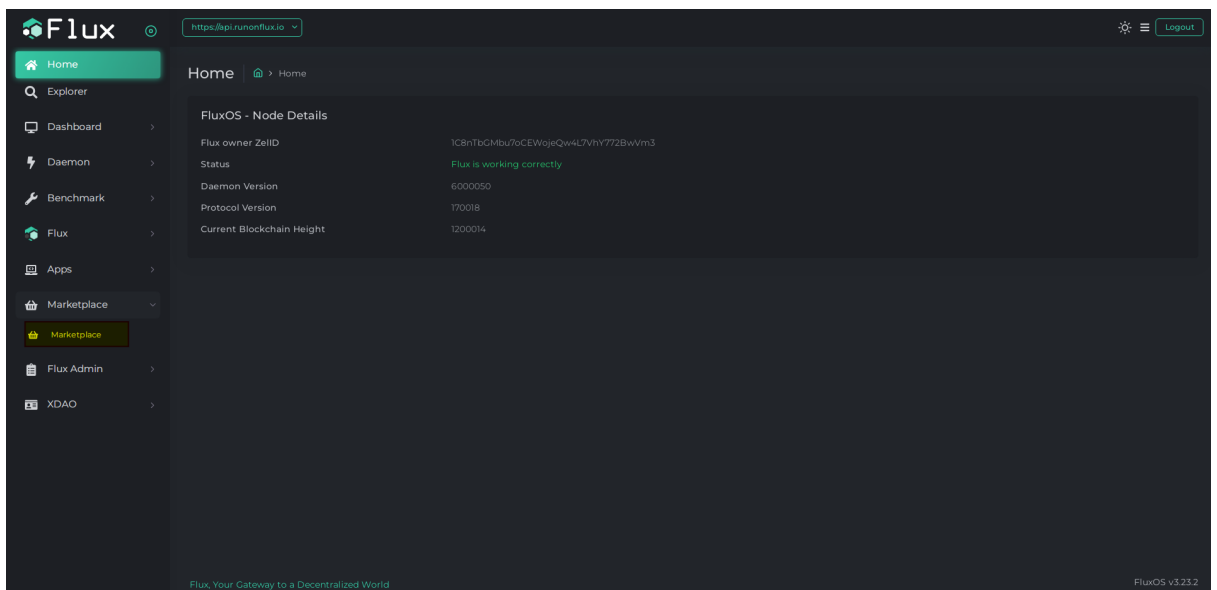 Flux
https://api.runonflux.io
Logout
Home
Explorer
Dashboard
Daemon
Benchmark
Flux
Apps
Marketplace
Marketplace
Flux Admin
XDAO
Home
> Home
FluxOS - Node Details
Flux owner ZelID 1C8nTbGMbu7oCEWojeQw4L7VhY772BwVm3
Status Flux is working correctly
Daemon Version 6000050
Protocol Version 170018
Current Blockchain Height 1200014
Flux, Your Gateway to a Decentralized World
FluxOS v3.23.2